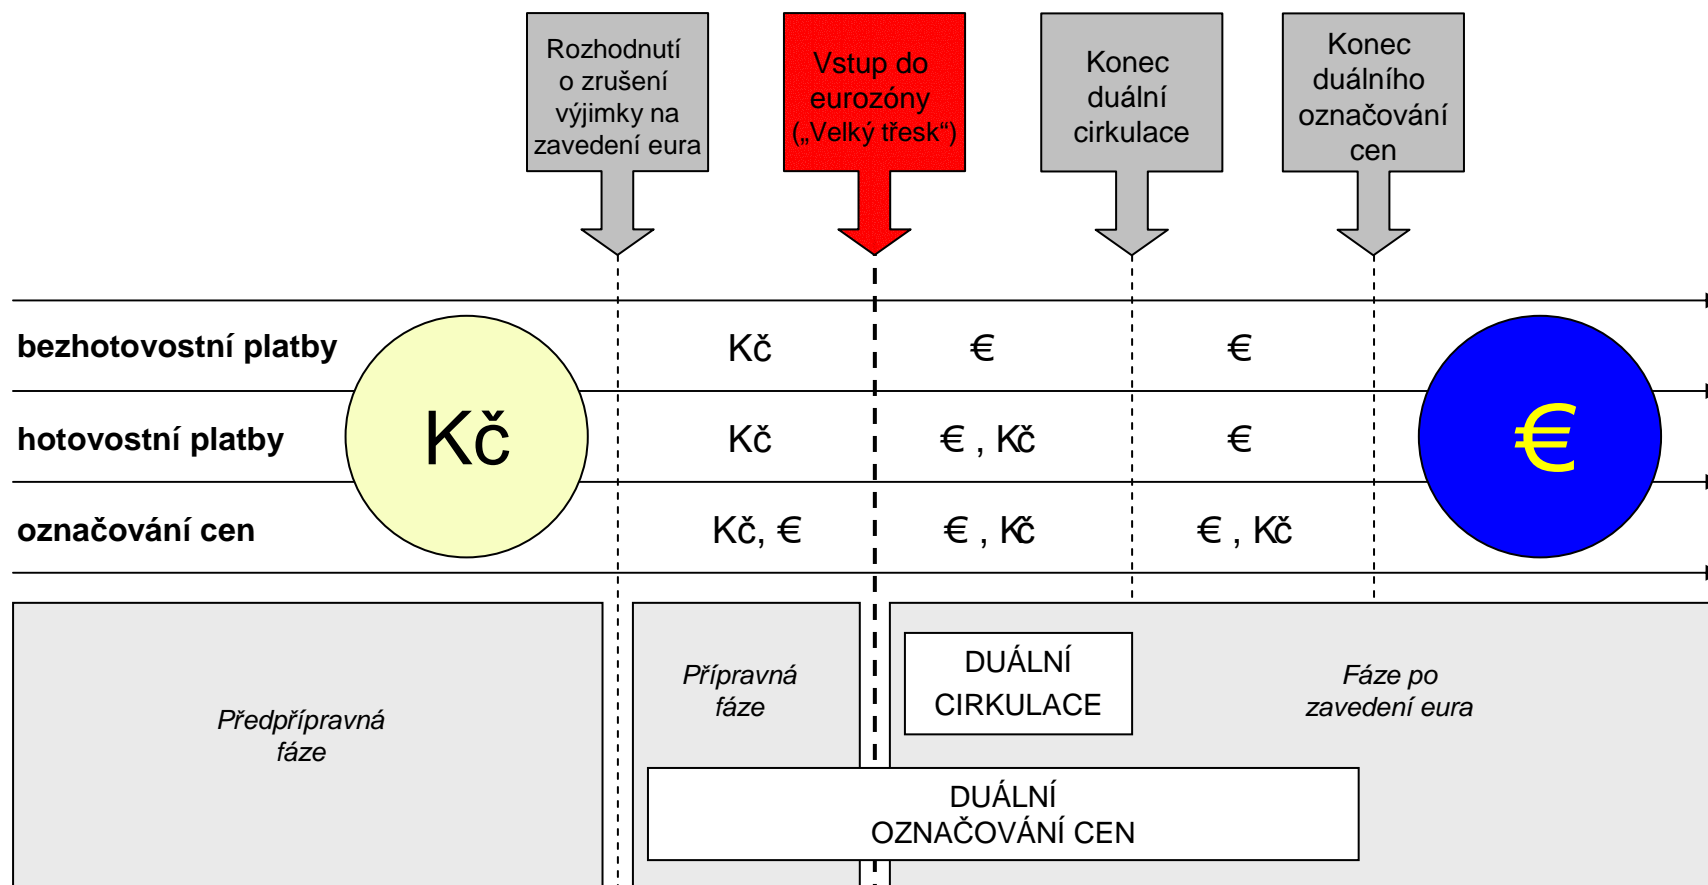 Rozhodnutí
o zrušení
výjimky na
zavedení eura
Vstup do
eurozóny
(„Velký třesk“)
Konec
duální
cirkulace
Konec
duálního
označování
cen
bezhotovostní platby
Kč
€
€
hotovostní platby
Kč
€ , Kč
€
označování cen
Kč, €
€ , Kč
€ , Kč
Kč
€
Předpřípravná
fáze
Přípravná
fáze
DUÁLNÍ
CIRKULACE
Fáze po
zavedení eura
DUÁLNÍ
OZNAČOVÁNÍ CEN